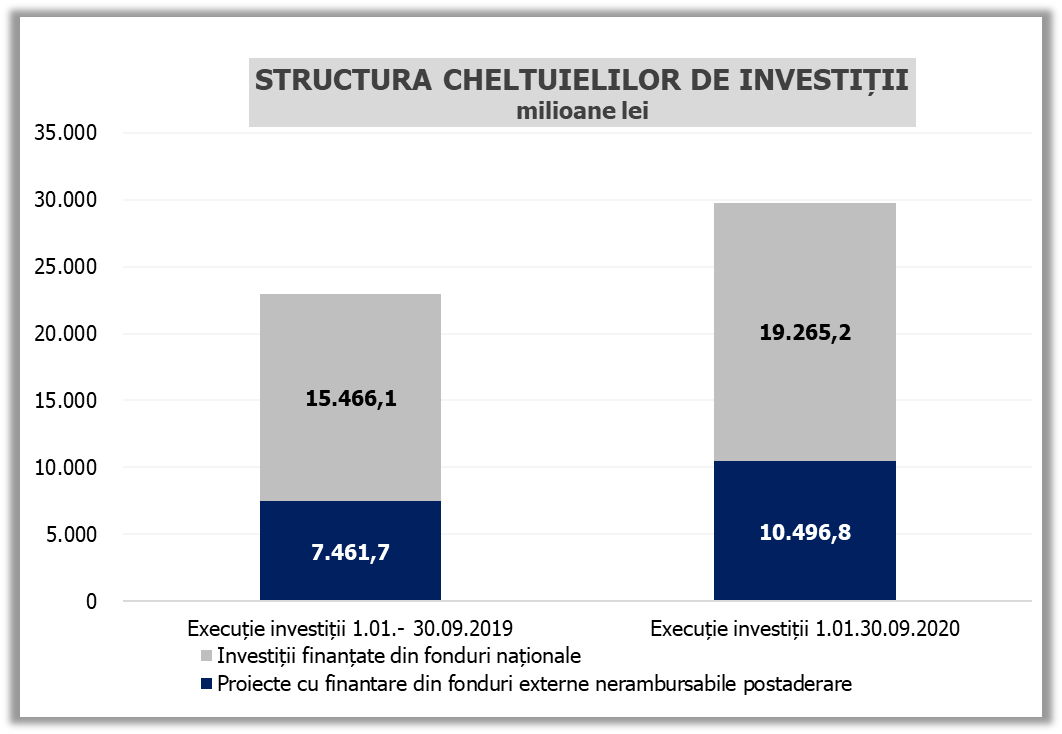 STRUCTURA CHELTUIELILOR DE INVESTIȚII
milioane lei
35.000
30.000
25.000
20.000
15.000
10.000
5.000
0
19.265,2
15.466,1
10.496,8
7.461,7
Execuție investiții 1.01.- 30.09.2019
Execuție investiții 1.01.30.09.2020
Investiții finanțate din fonduri naționale
Proiecte cu finantare din fonduri externe nerambursabile postaderare